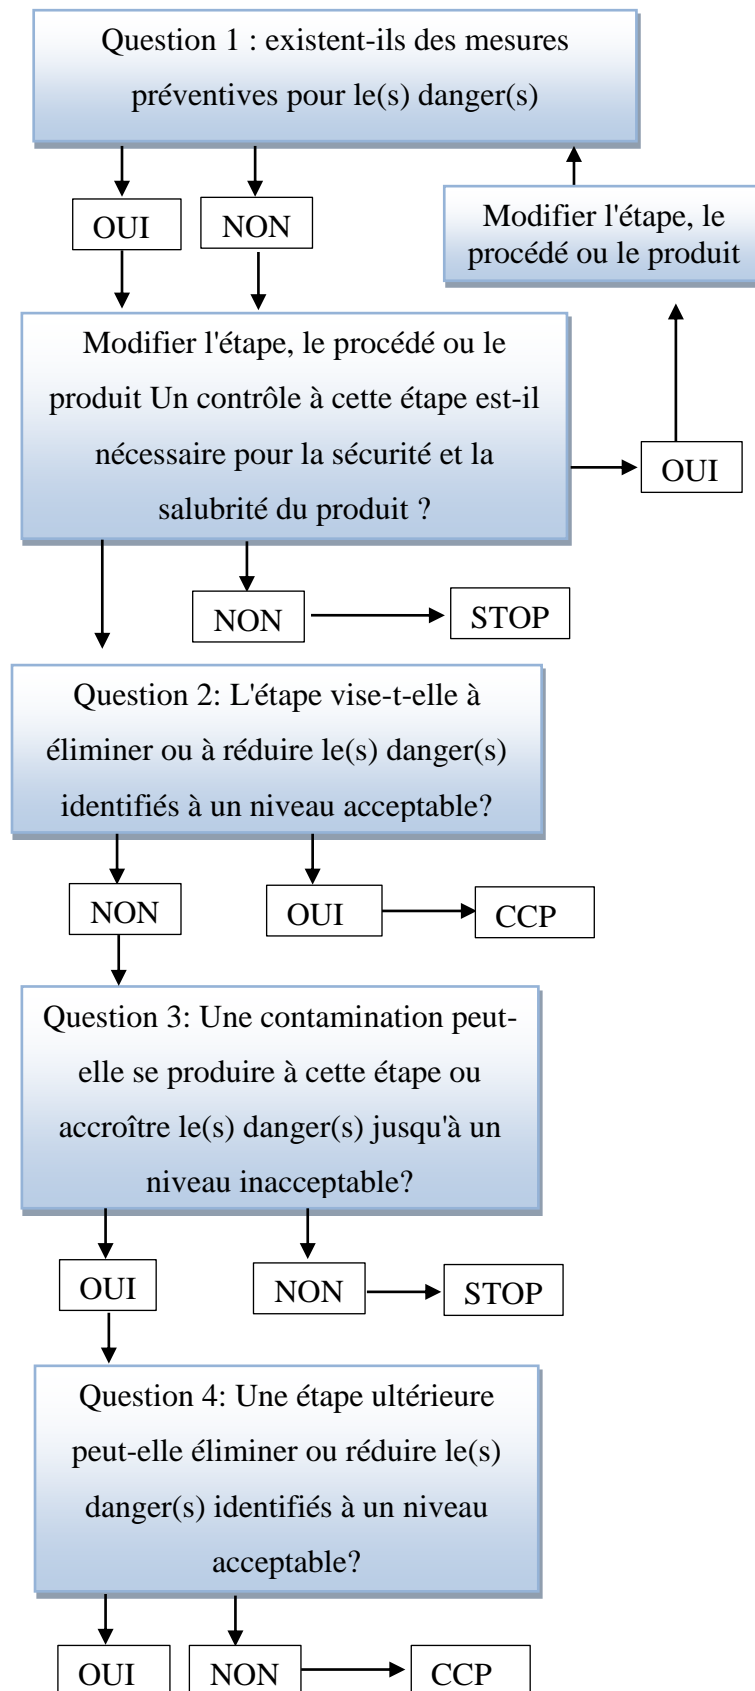 Question 1 : existent-ils des mesures
préventives pour le(s) danger(s)
OUI
NON
Modifier l'étape, le
procédé ou le produit
Modifier l'étape, le procédé ou le
produit Un contrôle à cette étape est-il
nécessaire pour la sécurité et la
salubrité du produit ?
OUI
NON
STOP
Question 2: L'étape vise-t-elle à
éliminer ou à réduire le(s) danger(s)
identifiés à un niveau acceptable?
NON
OUI
CCP
Question 3: Une contamination peut-
elle se produire à cette étape ou
accroître le(s) danger(s) jusqu'à un
niveau inacceptable?
OUI
NON
STOP
Question 4: Une étape ultérieure
peut-elle éliminer ou réduire le(s)
danger(s) identifiés à un niveau
acceptable?
OUI
NON
CCP